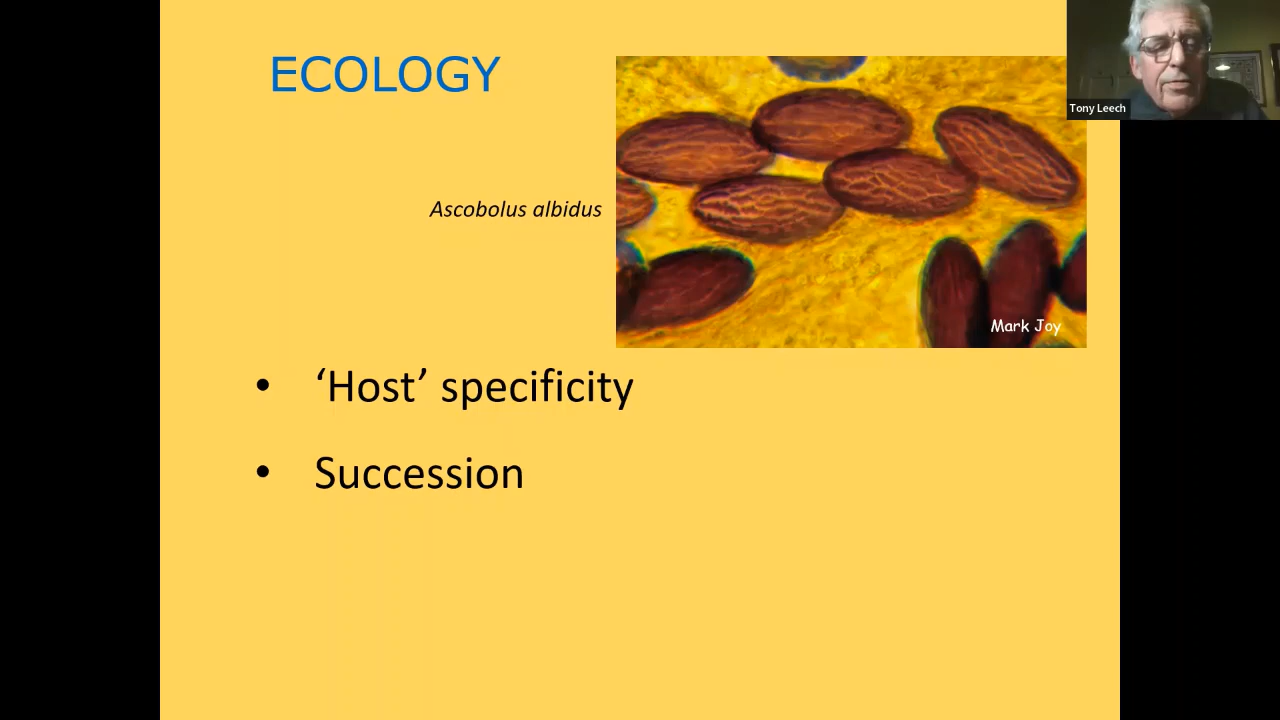 ECOLOGY
Tony Leech
Ascobolus albidus
Mark Joy
• ‘Host’ specificity
• Succession